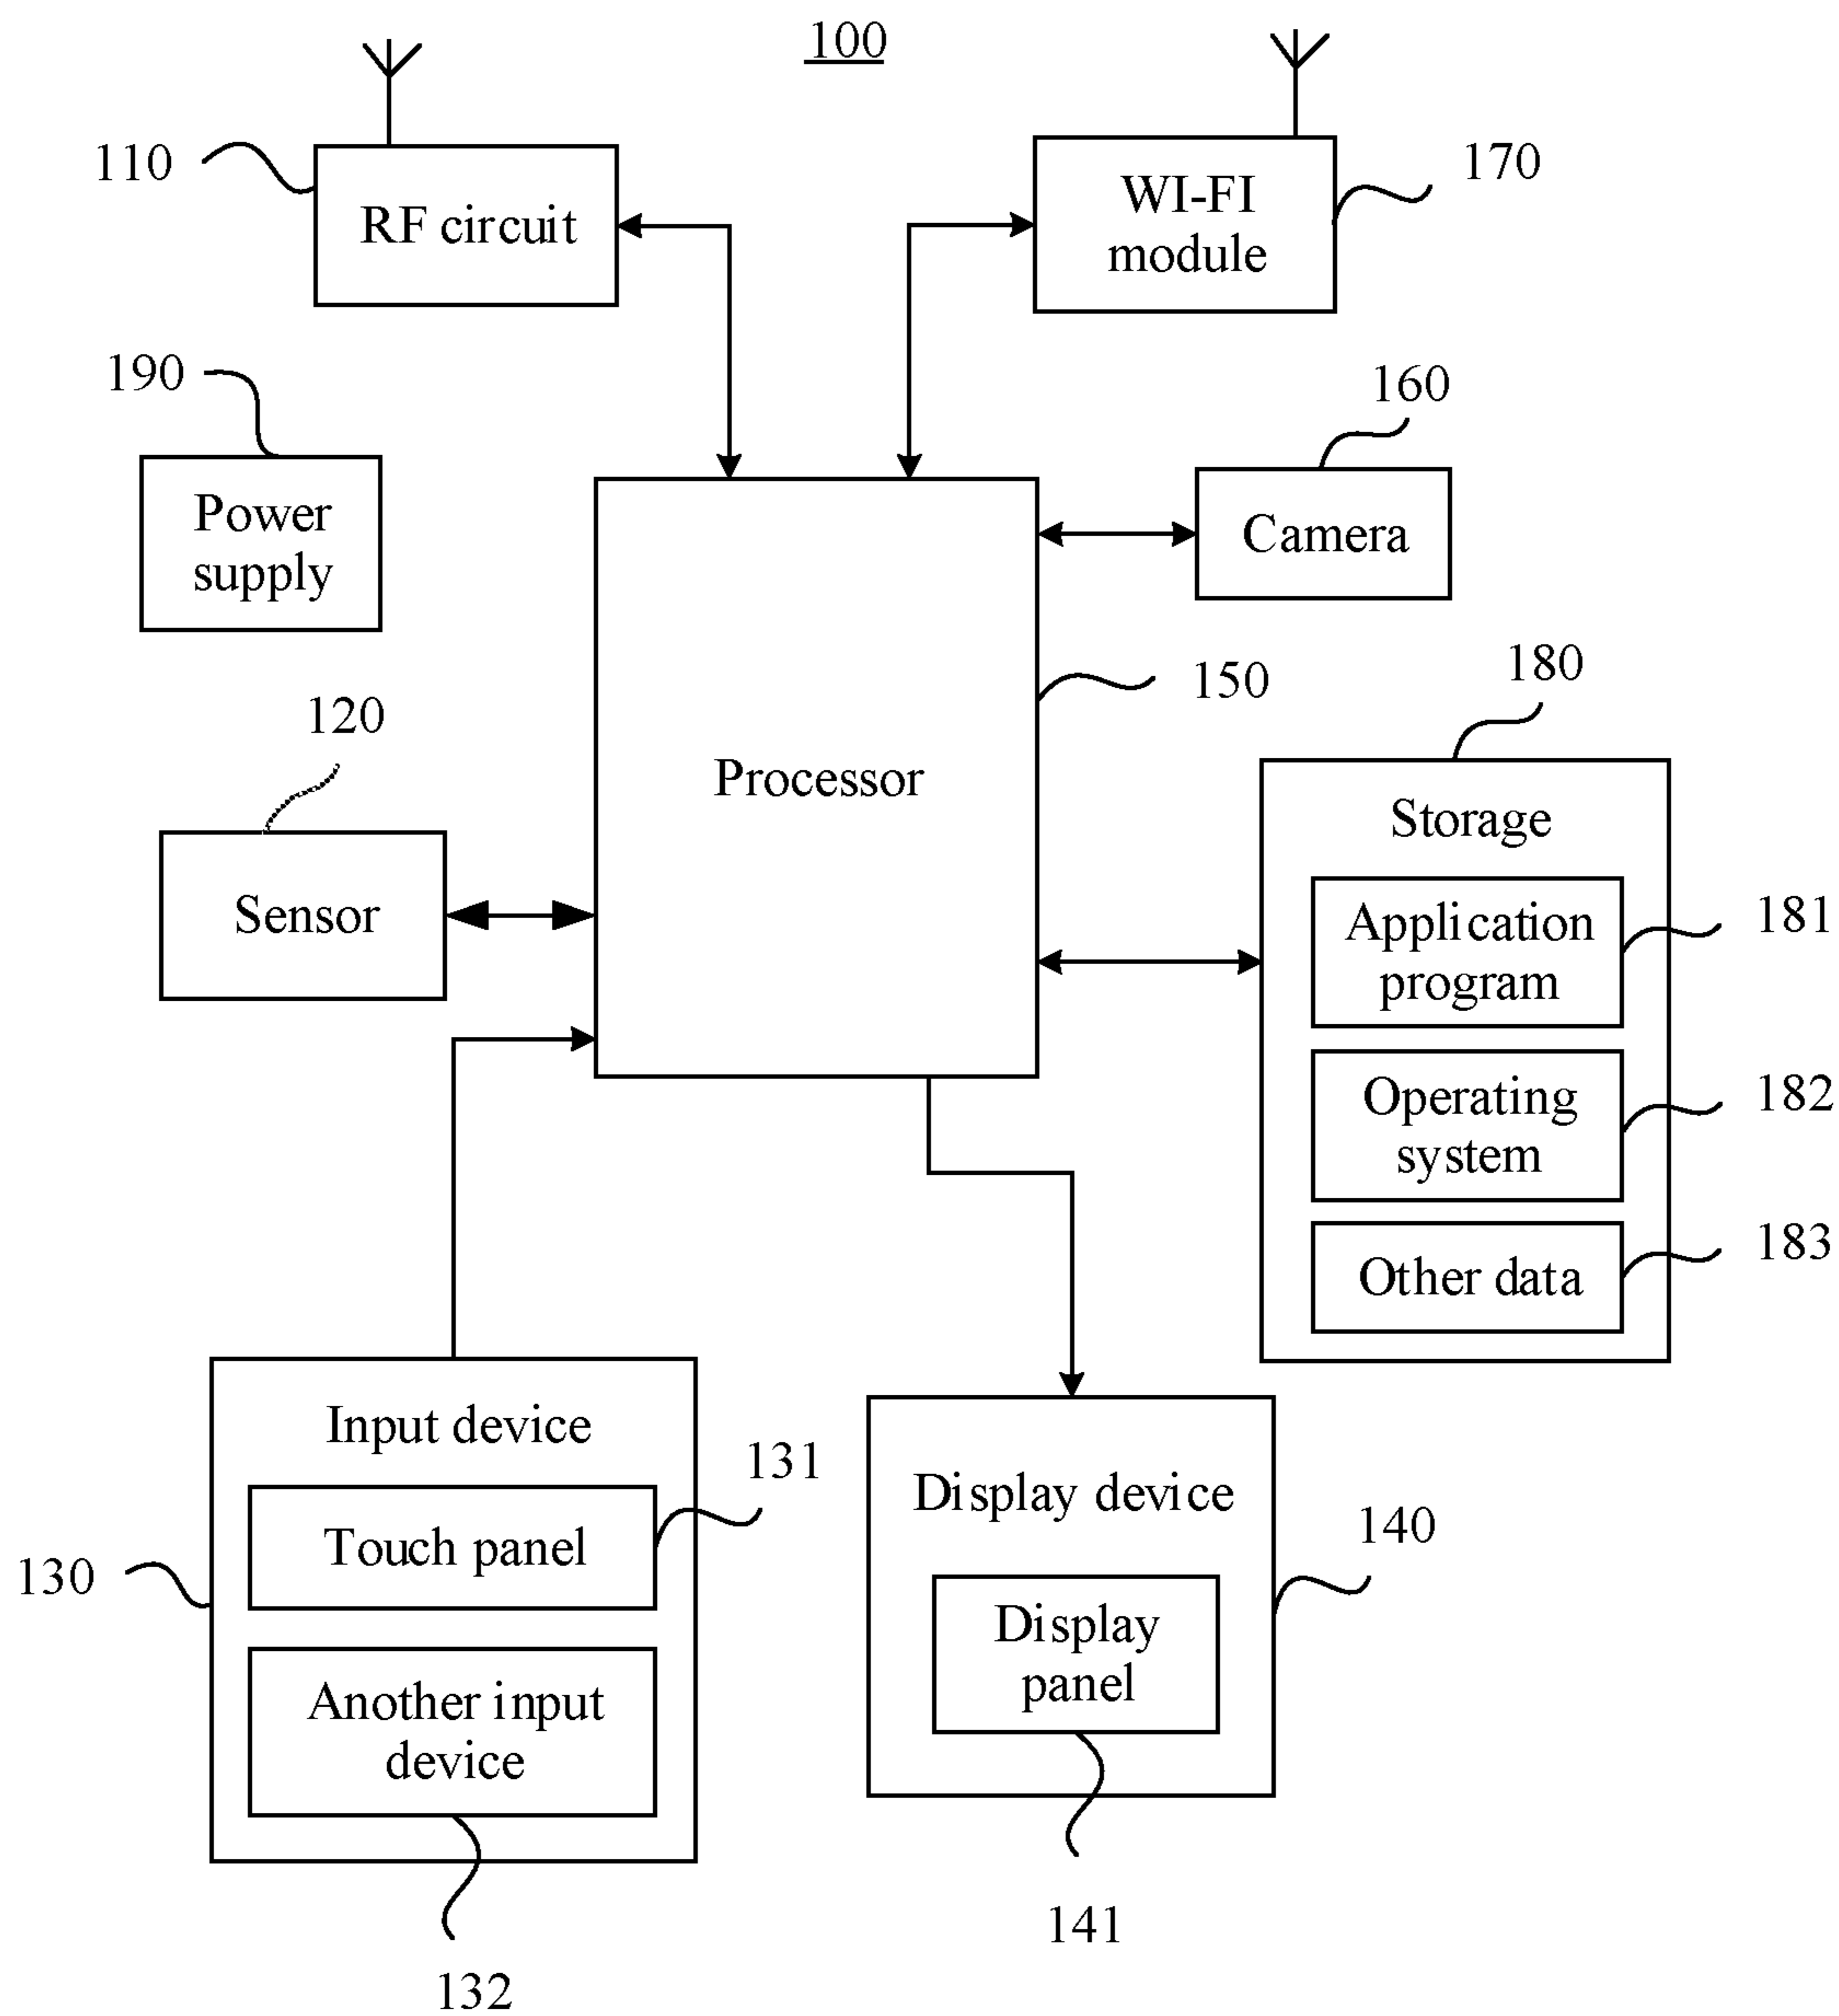 100
110
RF circuit
WI-FI
module
170
190
Power
supply
160
Camera
120
Sensor
Processor
150
180
Storage
Application
program
181
Operating
system
182
Other data
183
Input device
131
Touch panel
130
Another input
device
132
Display device
140
Display
panel
141